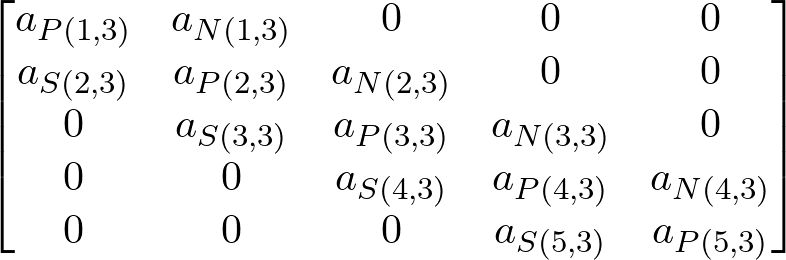 a_{P(1,3)} a_{N(1,3)} 0 0 0
a_{S(2,3)} a_{P(2,3)} a_{N(2,3)} 0 0
0 a_{S(3,3)} a_{P(3,3)} a_{N(3,3)} 0
0 0 a_{S(4,3)} a_{P(4,3)} a_{N(4,3)}
0 0 0 a_{S(5,3)} a_{P(5,3)}